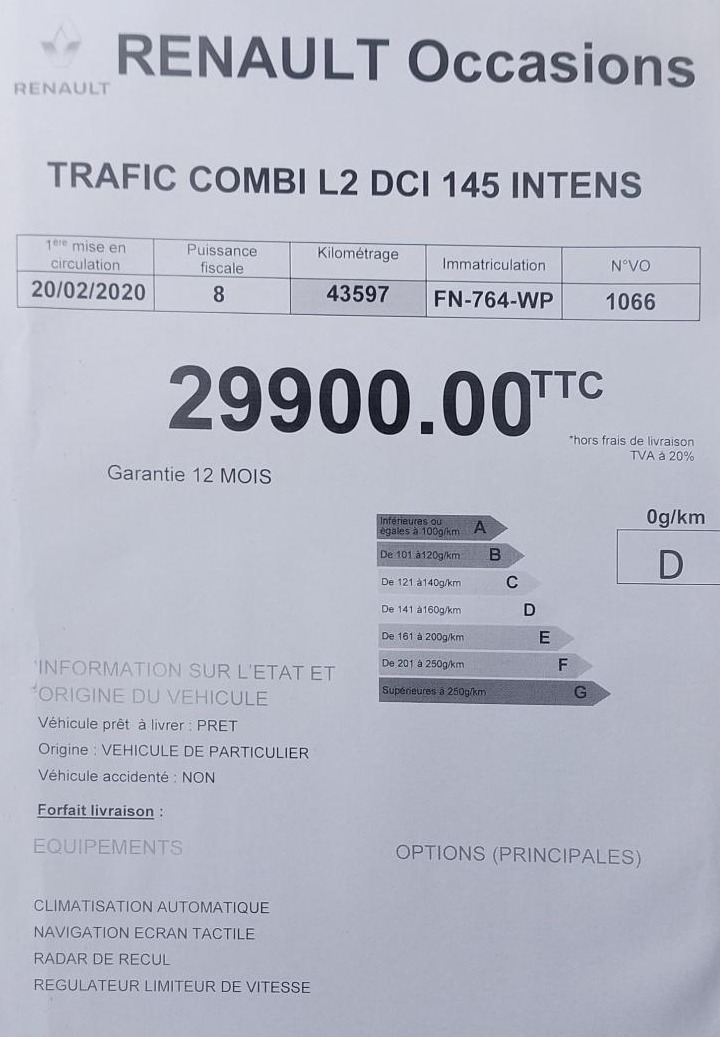 RENAULT
RENAULT Occasions
TRAFIC COMBI L2 DCI 145 INTENS
1ère mise en circulation
Puissance fiscale
Kilométrage
Immatriculation
N°VO
20/02/2020
8
43597
FN-764-WP
1066
29900.00 TTC
*hors frais de livraison
TVA à 20%
Garantie 12 MOIS
Inférieures ou
égales à 100g/km A
De 101 à120g/km B
De 121 à140g/km C
De 141 à160g/km D
De 161 à 200g/km E
De 201 à 250g/km F
Supérieures à 250g/km G
0g/km
D
INFORMATION SUR L'ETAT ET
ORIGINE DU VEHICULE
Véhicule prêt à livrer : PRET
Origine : VEHICULE DE PARTICULIER
Véhicule accidenté : NON
Forfait livraison :
EQUIPEMENTS
OPTIONS (PRINCIPALES)
CLIMATISATION AUTOMATIQUE
NAVIGATION ECRAN TACTILE
RADAR DE RECUL
REGULATEUR LIMITEUR DE VITESSE